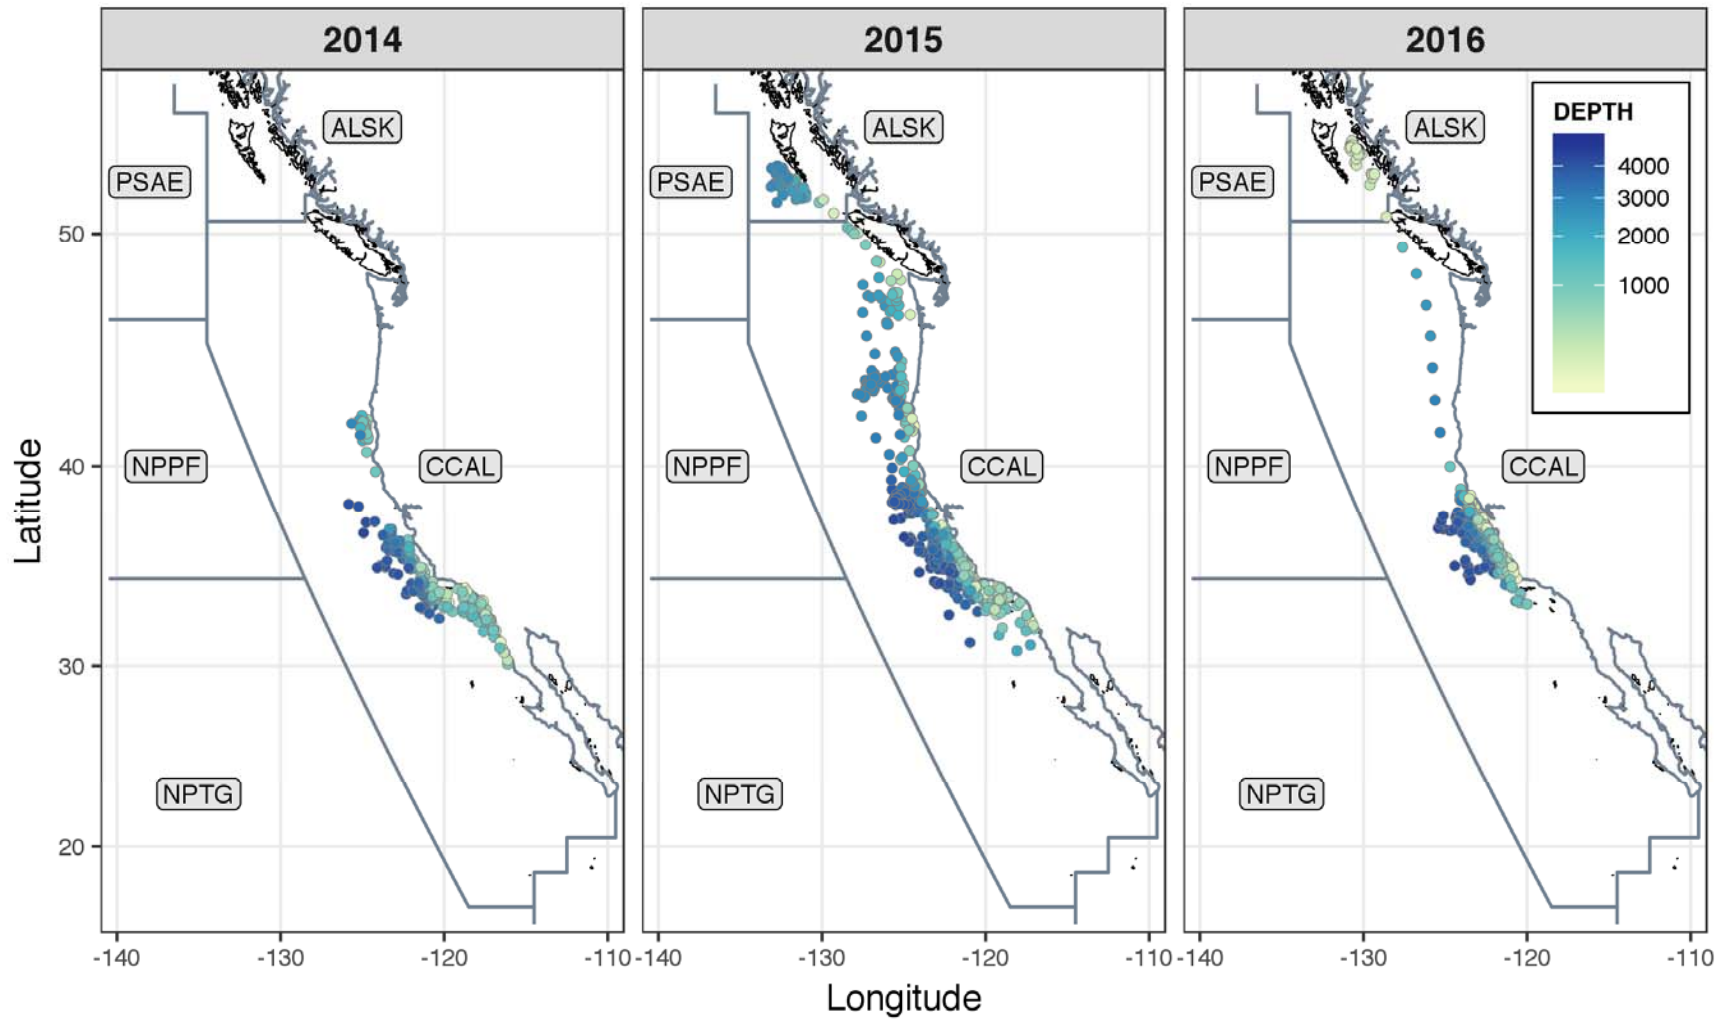 2014 2015 2016
ALSK ALSK ALSK
DEPTH
PSAE PSAE PSAE
4000
3000
2000
1000
50
40
30
20
NPPF CCAL NPPF CCAL NPPF CCAL
NPTG NPTG NPTG
Latitude
-140 -130 -120 -110 -140 -130 -120 -110 -140 -130 -120 -110
Longitude